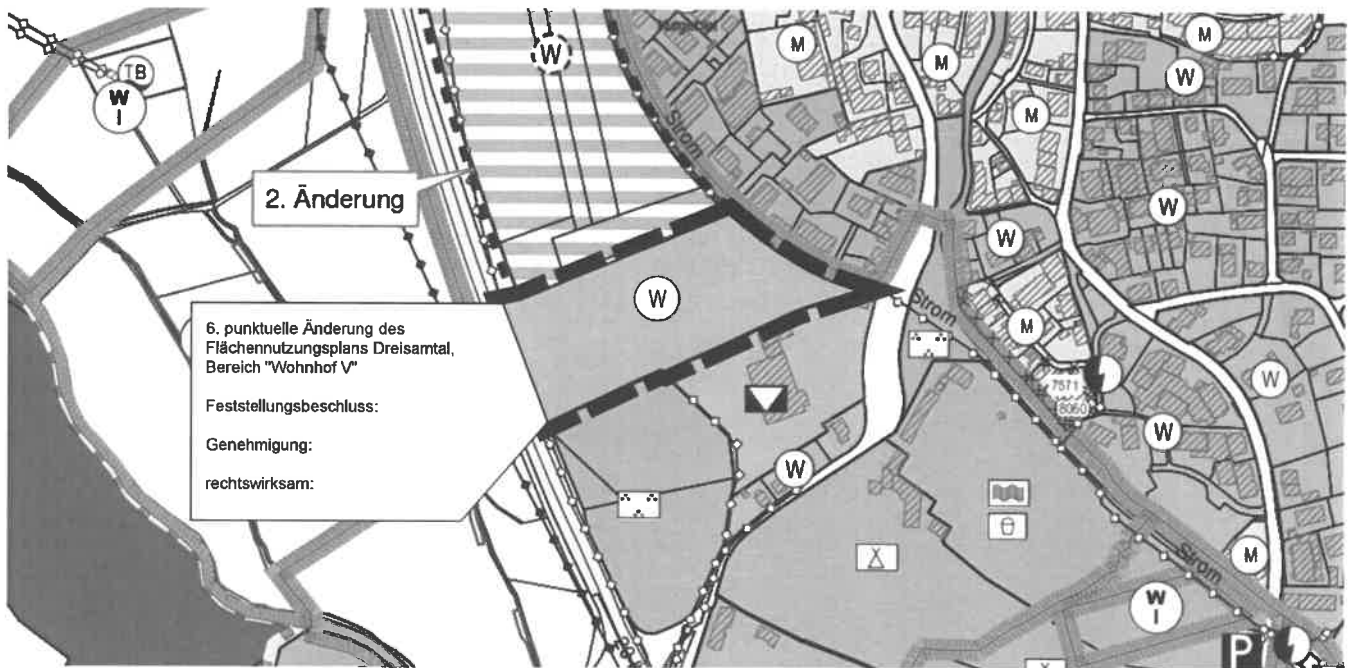 W
M
M
M
W
TB
W
I
Strom
2. Änderung
W
W
W
Strom
M
6. punktuelle Änderung des
Flächennutzungsplans Dreisamtal,
Bereich "Wohnhof V"
Feststellungsbeschluss:
Genehmigung:
rechtswirksam:
7571
8060
W
W
W
Strom
M
W
I
P